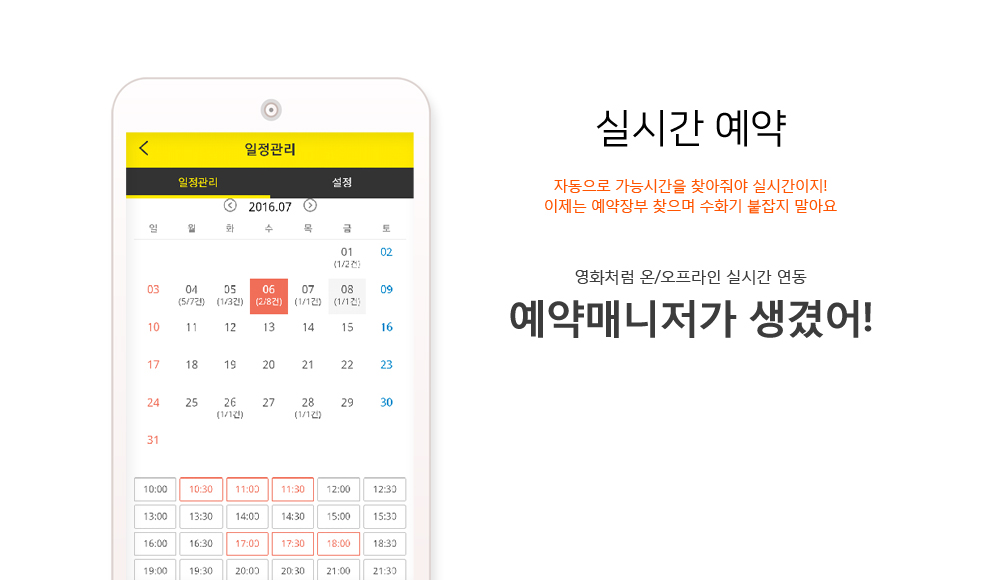 일정관리
일정관리 설정
2016.07
일 월 화 수 목 금 토
01 02
(1/2건)
03 04 05 06 07 08 09
(5/7건) (1/3건) (2/8건) (1/1건) (1/1건)
10 11 12 13 14 15 16
17 18 19 20 21 22 23
24 25 26 27 28 29 30
(1/1건) (1/1건)
31
10:00 10:30 11:00 11:30 12:00 12:30
13:00 13:30 14:00 14:30 15:00 15:30
16:00 16:30 17:00 17:30 18:00 18:30
19:00 19:30 20:00 20:30 21:00 21:30
실시간 예약
자동으로 가능시간을 찾아줘야 실시간이지!
이제는 예약장부 찾으며 수화기 붙잡지 말아요
영화처럼 온/오프라인 실시간 연동
예약매니저가 생겼어!